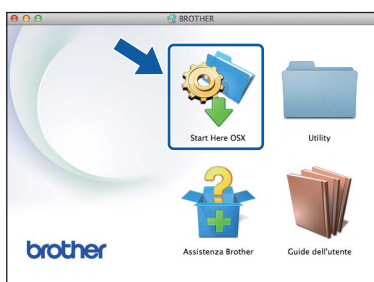 BROTHER
Start Here OSX
Utility
Assistenza Brother
Guide dell'utente
brother